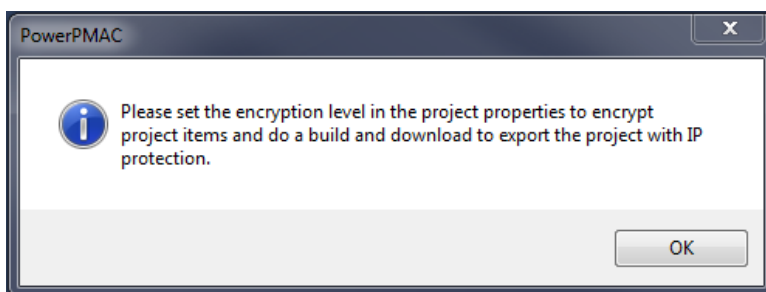 PowerPMAC
x
Please set the encryption level in the project properties to encrypt
project items and do a build and download to export the project with IP
protection.
OK